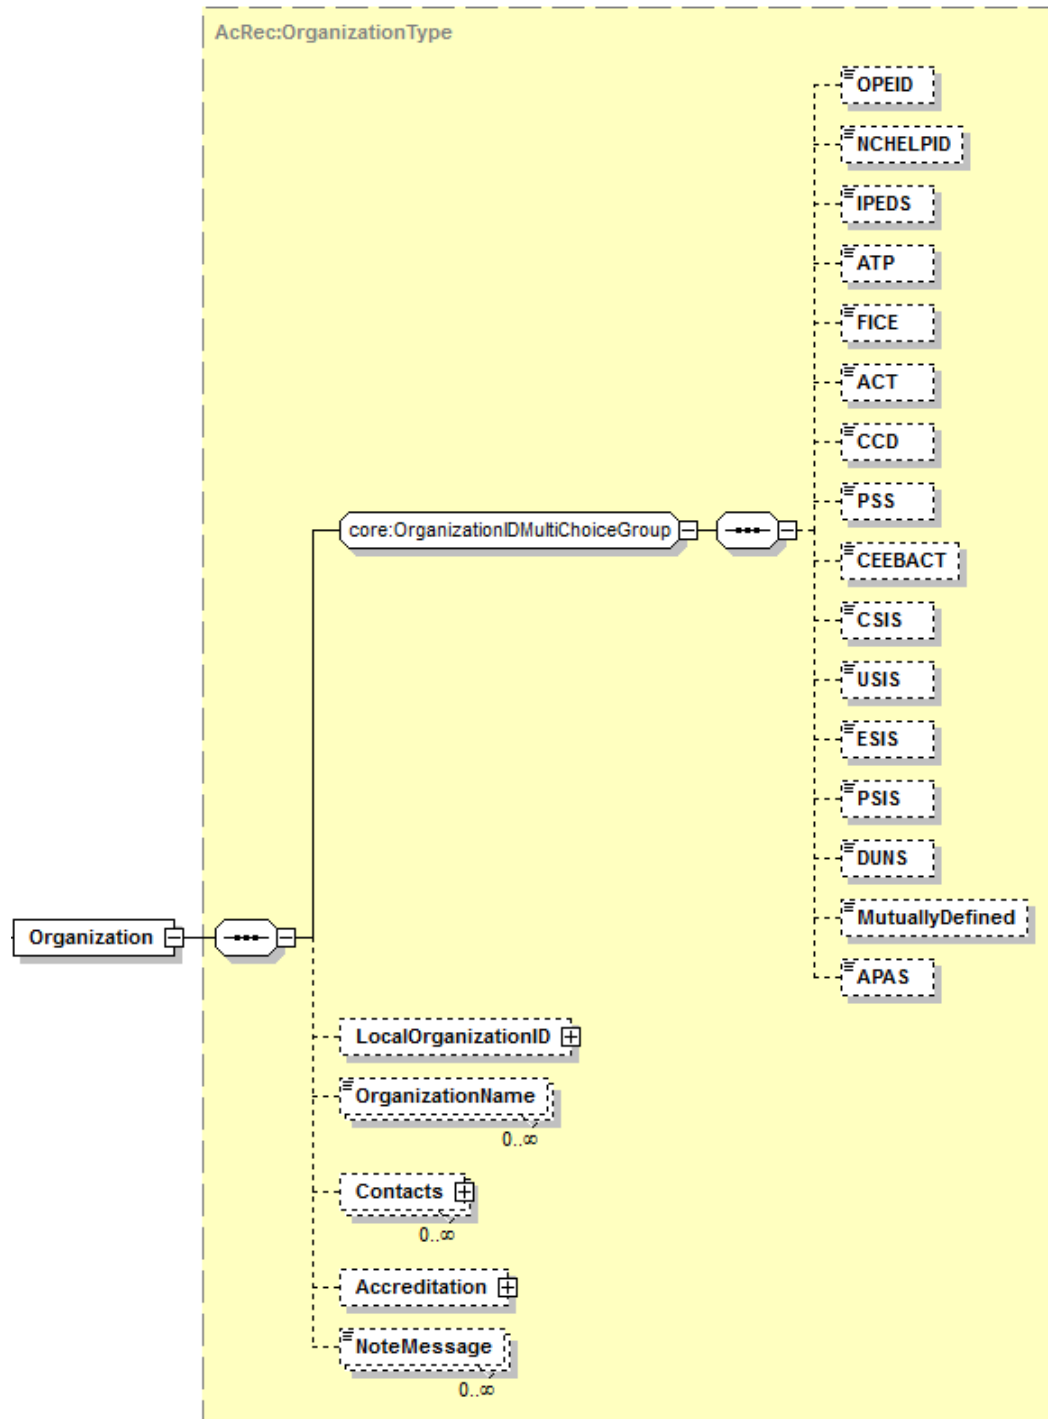 AcRec:OrganizationType
OPEID
NCHELPID
IPEDS
ATP
FICE
ACT
CCD
PSS
core:OrganizationIDMultiChoiceGroup
CEEBACT
CSIS
USIS
ESIS
PSIS
DUNS
MutuallyDefined
Organization
APAS
LocalOrganizationID
OrganizationName
0..∞
Contacts
0..∞
Accreditation
NoteMessage
0..∞